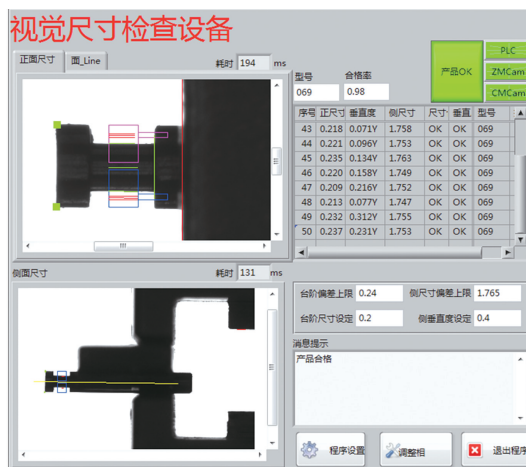 视觉尺寸检查设备
正面尺寸 面_Line
耗时 194 ms
型号 合格率
069 0.98
产品OK
PLC
ZMCam
CMCam
序号 正尺寸 垂直度 侧尺寸 尺寸 垂直 型号
43 0.218 0.071Y 1.758 OK OK 069
44 0.221 0.096Y 1.753 OK OK 069
45 0.235 0.134Y 1.763 OK OK 069
46 0.220 0.158Y 1.749 OK OK 069
47 0.209 0.216Y 1.752 OK OK 069
48 0.213 0.077Y 1.747 OK OK 069
49 0.232 0.312Y 1.755 OK OK 069
50 0.237 0.231Y 1.753 OK OK 069
侧面尺寸
耗时 131 ms
台阶偏差上限 0.24 侧尺寸偏差上限 1.765
台阶尺寸设定 0.2 侧垂直度设定 0.4
消息提示
产品合格
程序设置
调整相
退出程序